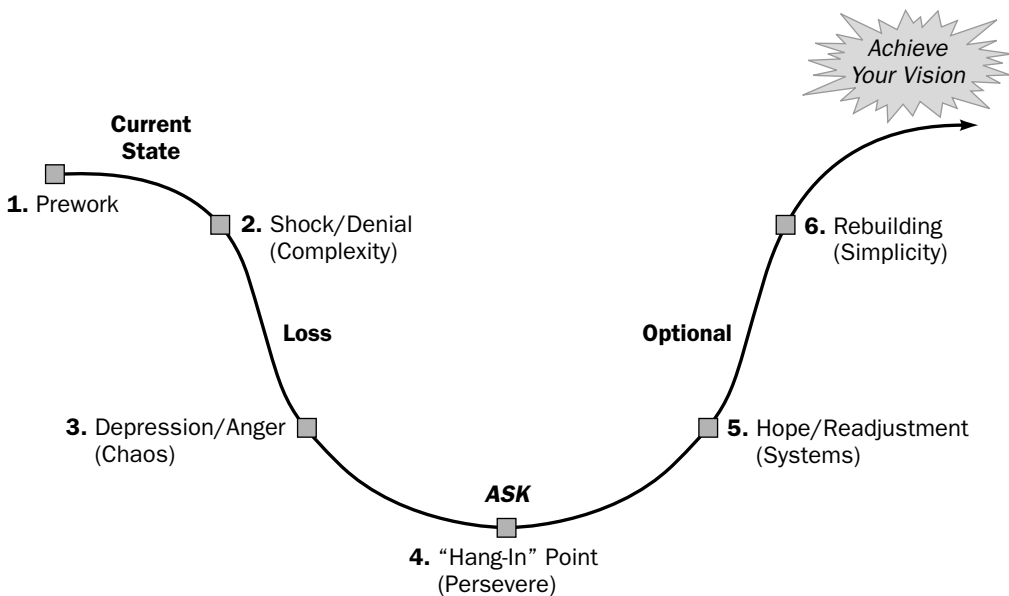 Achieve
Your Vision
Current
State
1. Prework
2. Shock/Denial
(Complexity)
Loss
Optional
6. Rebuilding
(Simplicity)
3. Depression/Anger
(Chaos)
5. Hope/Readjustment
(Systems)
ASK
4. “Hang-In” Point
(Persevere)